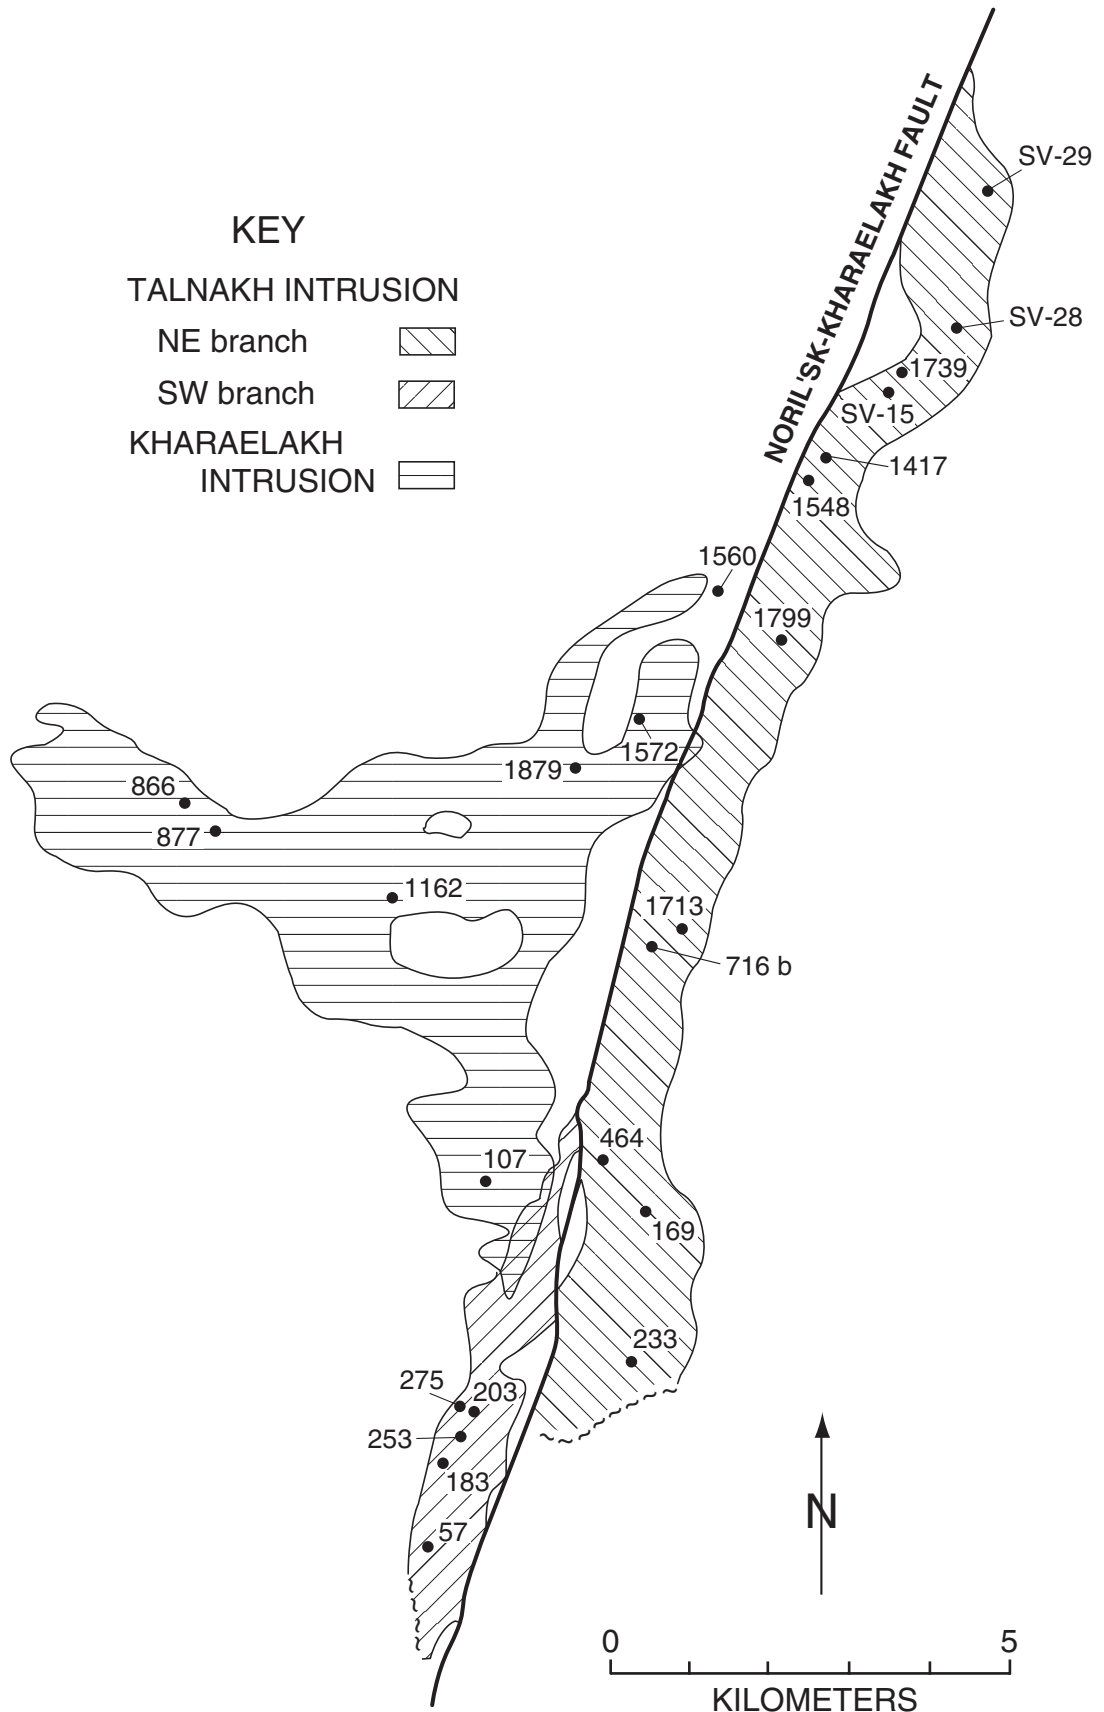 NORIL'SK-KHARAELAKH FAULT
SV-29
KEY
TALNAKH INTRUSION
NE branch
SW branch
KHARAELAKH
INTRUSION
SV-28
1739
SV-15
1417
1548
1560
1799
1572
1879
866
877
1162
1713
716 b
464
107
169
233
275
203
253
183
57
N
0
5
KILOMETERS